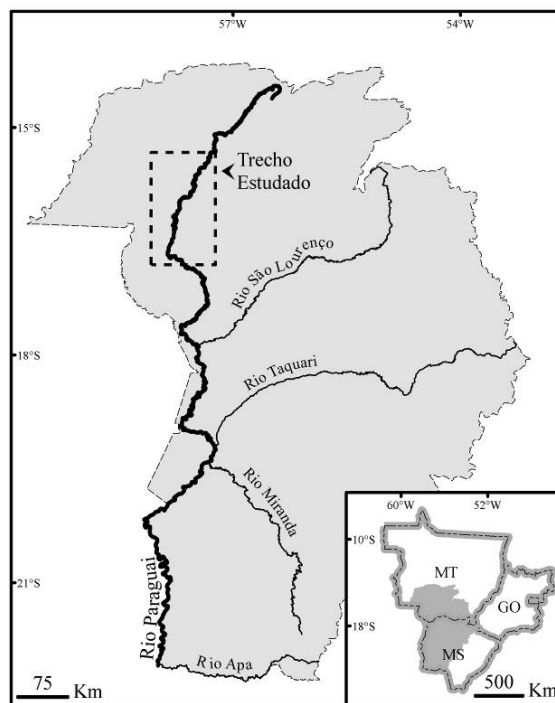 57°W
54°W
15°S
Trecho
Estudado
Rio São Lourenço
18°S
Rio Taquari
Rio Miranda
21°S
Rio Paraguai
Rio Apa
75 Km
60°W
52°W
10°S
MT
GO
18°S
MS
500 Km